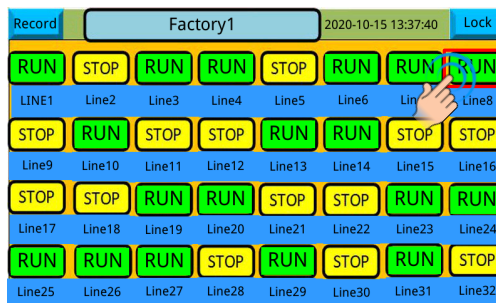 Record Factory1 2020-10-15 13:37:40 Lock
RUN STOP RUN RUN STOP RUN RUN RUN
LINE1 Line2 Line3 Line4 Line5 Line6 Line8
STOP RUN STOP STOP RUN RUN STOP STOP
Line9 Line10 Line11 Line12 Line13 Line14 Line15 Line16
STOP STOP RUN RUN STOP STOP RUN RUN
Line17 Line18 Line19 Line20 Line21 Line22 Line23 Line24
RUN RUN RUN STOP RUN STOP RUN STOP
Line25 Line26 Line27 Line28 Line29 Line30 Line31 Line32